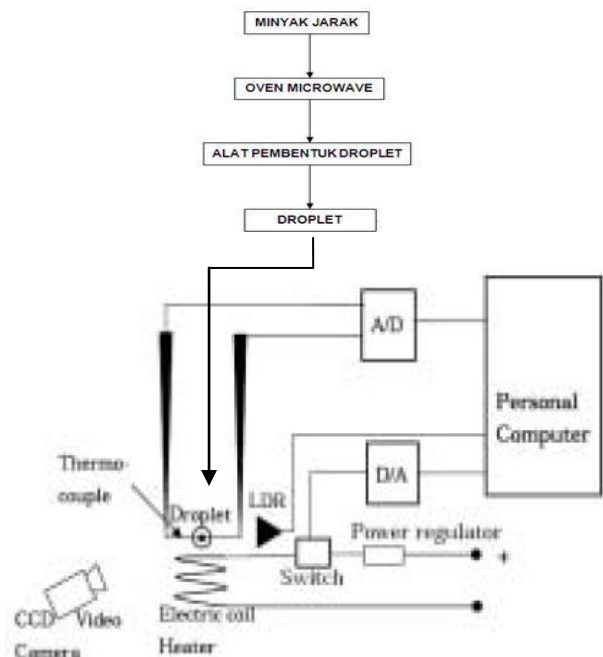 MINYAK JARAK
OVEN MICROWAVE
ALAT PEMBENTUK DROPLET
DROPLET
A/D
Personal
Computer
Thermo-
couple
Droplet
LDR
D/A
Power regulator
+
Switch
CCD Video
Camera
Electric coil
Heater